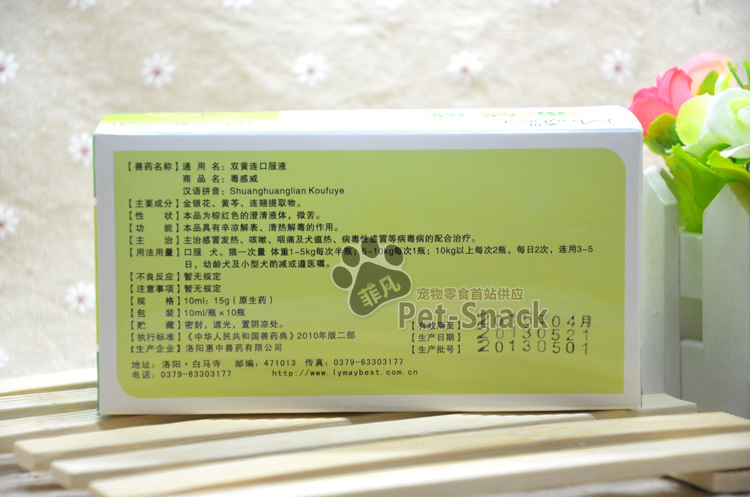 【兽药名称】通 用 名：双黄连口服液
商 品 名：毒感威
汉语拼音：Shuanghuanglian Koufuye
【主要成分】金银花、黄芩、连翘提取物。
【性 状】本品为棕红色的澄清液体，微苦。
【功 能】本品具有辛凉解表、清热解毒的作用。
【主 治】主治感冒发热、咳嗽、咽痛及犬瘟热、病毒性感冒等病毒病的配合治疗。
【用法用量】口服 犬、猫一次量 体重1-5kg每次半瓶；5-10kg每次1瓶；10kg以上每次2瓶，每日2次，连用3-5
日，幼龄犬及小型犬酌减或遵医嘱。
【不良反应】暂无规定
【注意事项】暂无规定
【规 格】10ml：15g（原生药）
【包 装】10ml/瓶×10瓶
【贮 藏】密封，遮光，置阴凉处。
【执行标准】《中华人民共和国兽药典》2010年版二部
【生产企业】洛阳惠中兽药有限公司
地址：洛阳·白马寺 邮编：471013 传真：0379-63303177
电话：0379-63303177 http://www.lymaybest.com.cn
【有效期至】 04月
【生产日期】20130521
【生产批号】20130501
菲凡
宠物零食首站供应
Pet-Snack